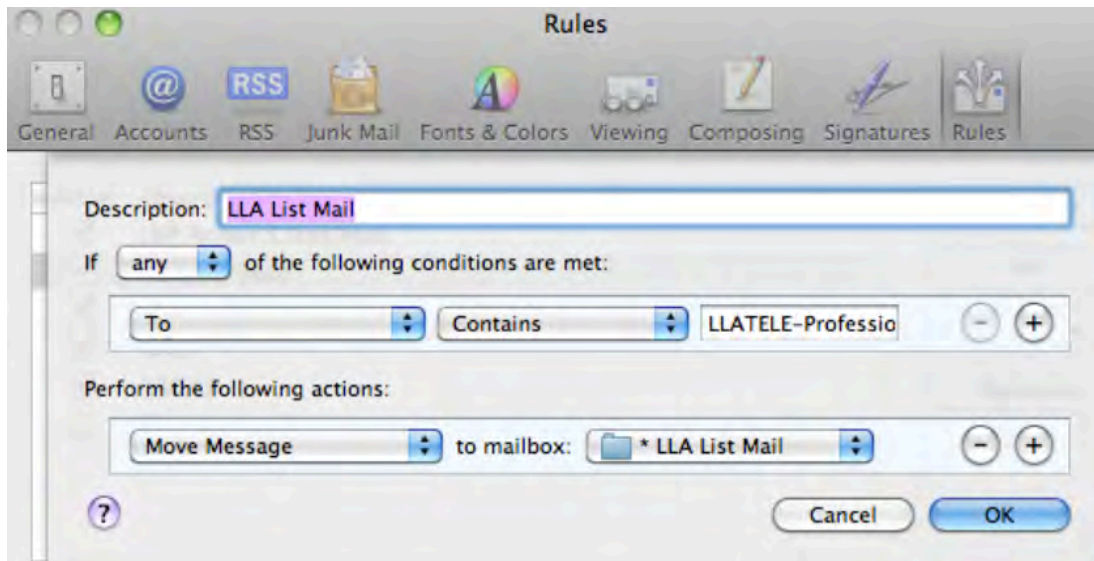 Rules
RSS
General Accounts RSS Junk Mail Fonts & Colors Viewing Composing Signatures Rules
Description: LLA List Mail
If any of the following conditions are met:
To Contains LLATELE-Professio
Perform the following actions:
Move Message to mailbox: * LLA List Mail
? Cancel OK